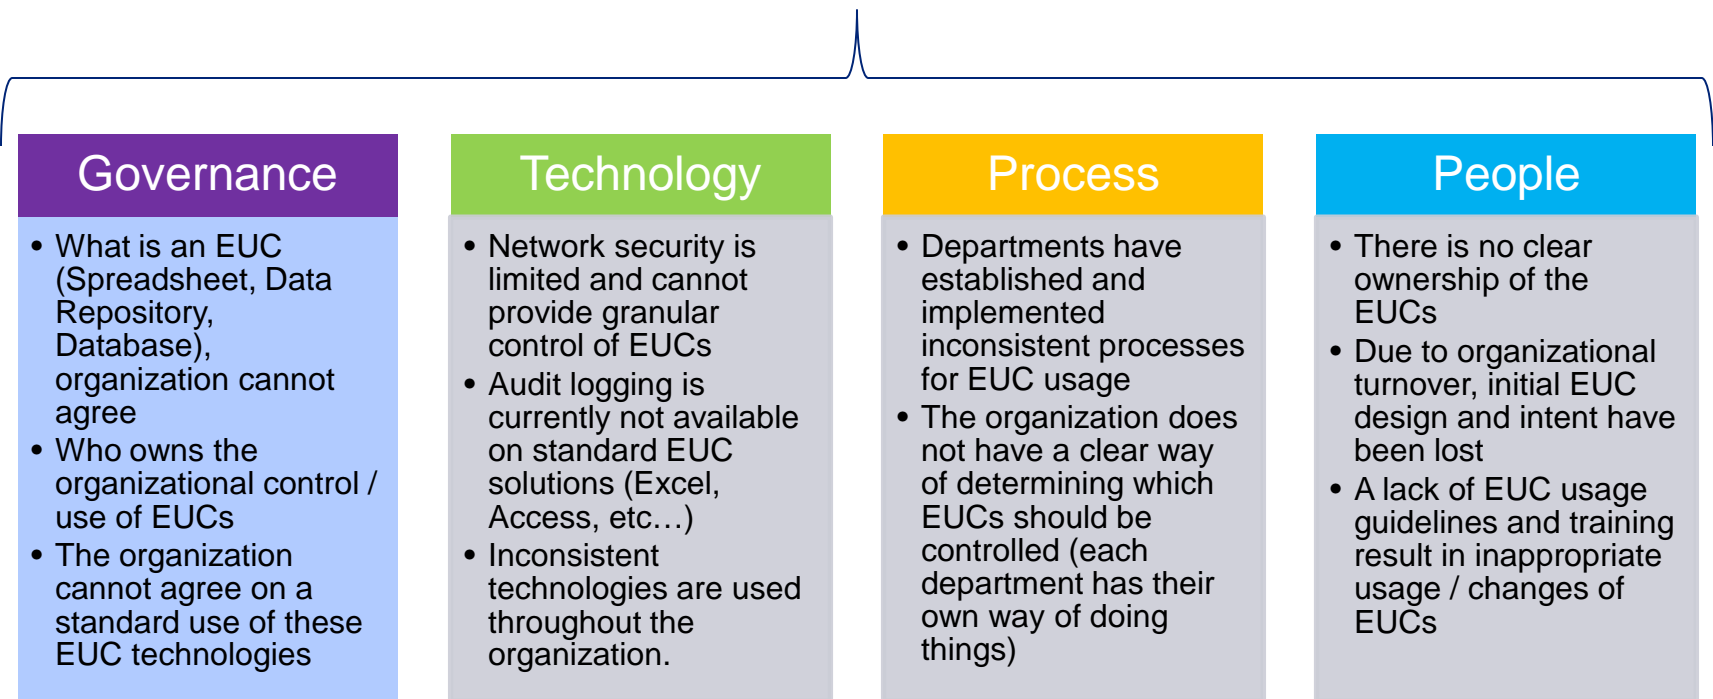 Governance
• What is an EUC
(Spreadsheet, Data
Repository,
Database),
organization cannot
agree
• Who owns the
organizational control /
use of EUCs
• The organization
cannot agree on a
standard use of these
EUC technologies
Technology
• Network security is
limited and cannot
provide granular
control of EUCs
• Audit logging is
currently not available
on standard EUC
solutions (Excel,
Access, etc…)
• Inconsistent
technologies are used
throughout the
organization.
Process
• Departments have
established and
implemented
inconsistent processes
for EUC usage
• The organization does
not have a clear way
of determining which
EUCs should be
controlled (each
department has their
own way of doing
things)
People
• There is no clear
ownership of the
EUCs
• Due to organizational
turnover, initial EUC
design and intent have
been lost
• A lack of EUC usage
guidelines and training
result in inappropriate
usage / changes of
EUCs